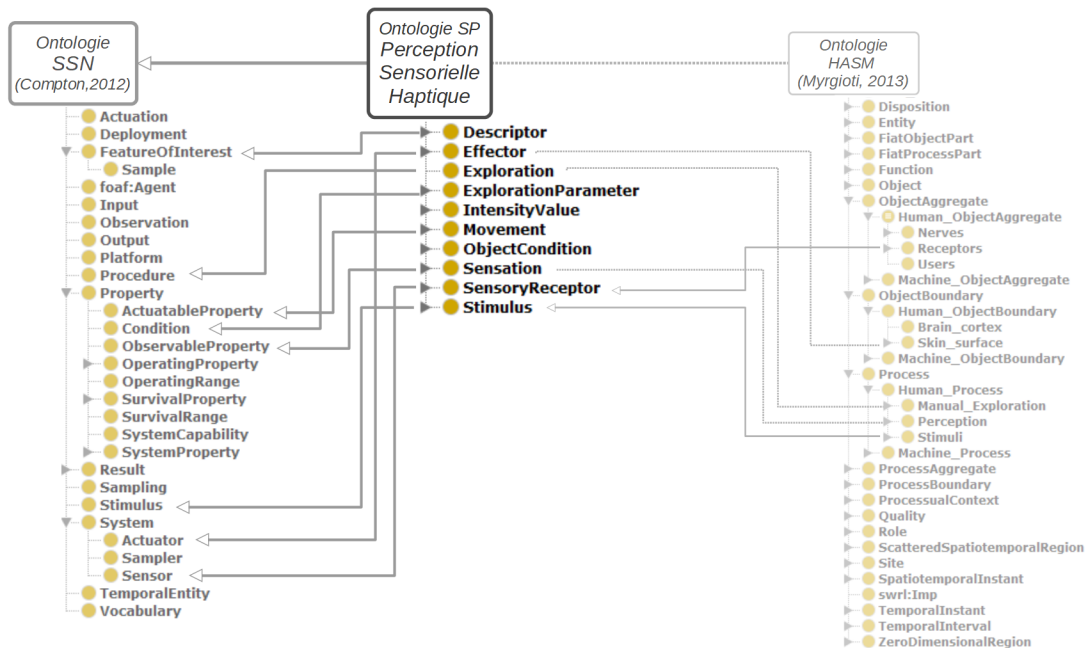 Ontologie
SSN
(Compton,2012)
Actuation
Deployment
FeatureOfInterest
Sample
foaf:Agent
Input
Observation
Output
Platform
Procedure
Property
ActuatableProperty
Condition
ObservableProperty
OperatingProperty
OperatingRange
SurvivalProperty
SurvivalRange
SystemCapability
SystemProperty
Result
Sampling
Stimulus
System
Actuator
Sampler
Sensor
TemporalEntity
Vocabulary
Ontologie SP
Perception
Sensorielle
Haptique
Descriptor
Effector
Exploration
ExplorationParameter
IntensityValue
Movement
ObjectCondition
Sensation
SensoryReceptor
Stimulus
Ontologie
HASM
(Myrgioti, 2013)
Disposition
Entity
FiatObjectPart
FiatProcessPart
Function
Object
ObjectAggregate
Human_ObjectAggregate
Nerves
Receptors
Users
Machine_ObjectAggregate
ObjectBoundary
Human_ObjectBoundary
Brain_cortex
Skin_surface
Machine_ObjectBoundary
Process
Human_Process
Manual_Exploration
Perception
Stimuli
Machine_Process
ProcessAggregate
ProcessBoundary
ProcessualContext
Quality
Role
ScatteredSpatiotemporalRegion
Site
SpatiotemporalInstant
swrl:Imp
TemporalInstant
TemporalInterval
ZeroDimensionalRegion